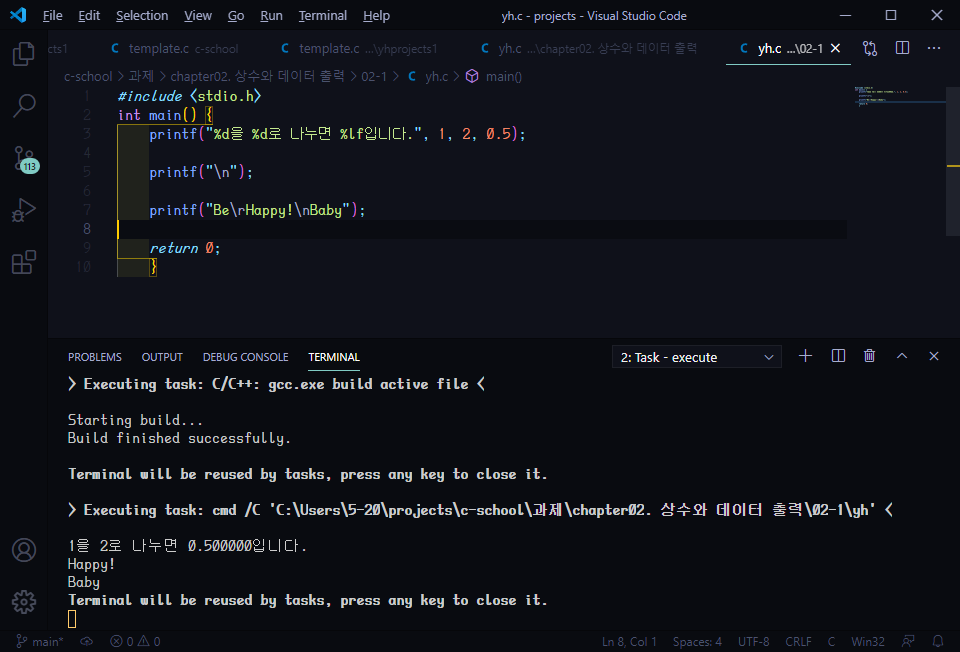 File Edit Selection View Go Run Terminal Help yh.c - projects - Visual Studio Code
cts1 C template.c c-school C template.c ...\yhprojects1 C yh.c ...\chapter02. 상수와 데이터 출력 C yh.c ...\02-1
c-school > 과제 > chapter02. 상수와 데이터 출력 > 02-1 > C yh.c > main()
1 #include <stdio.h>
2 int main() {
3 printf("%d을 %d로 나누면 %lf입니다.", 1, 2, 0.5);
4
5 printf("\n");
6
7 printf("Be\rHappy!\nBaby");
8
9 return 0;
10 }
113
PROBLEMS OUTPUT DEBUG CONSOLE TERMINAL 2: Task - execute
> Executing task: C/C++: gcc.exe build active file <
Starting build...
Build finished successfully.
Terminal will be reused by tasks, press any key to close it.
> Executing task: cmd /C 'C:\Users\5-20\projects\c-school\과제\chapter02. 상수와 데이터 출력\02-1\yh' <
1을 2로 나누면 0.500000입니다.
Happy!
Baby
Terminal will be reused by tasks, press any key to close it.
main* 0 0 Ln 8, Col 1 Spaces: 4 UTF-8 CRLF C Win32